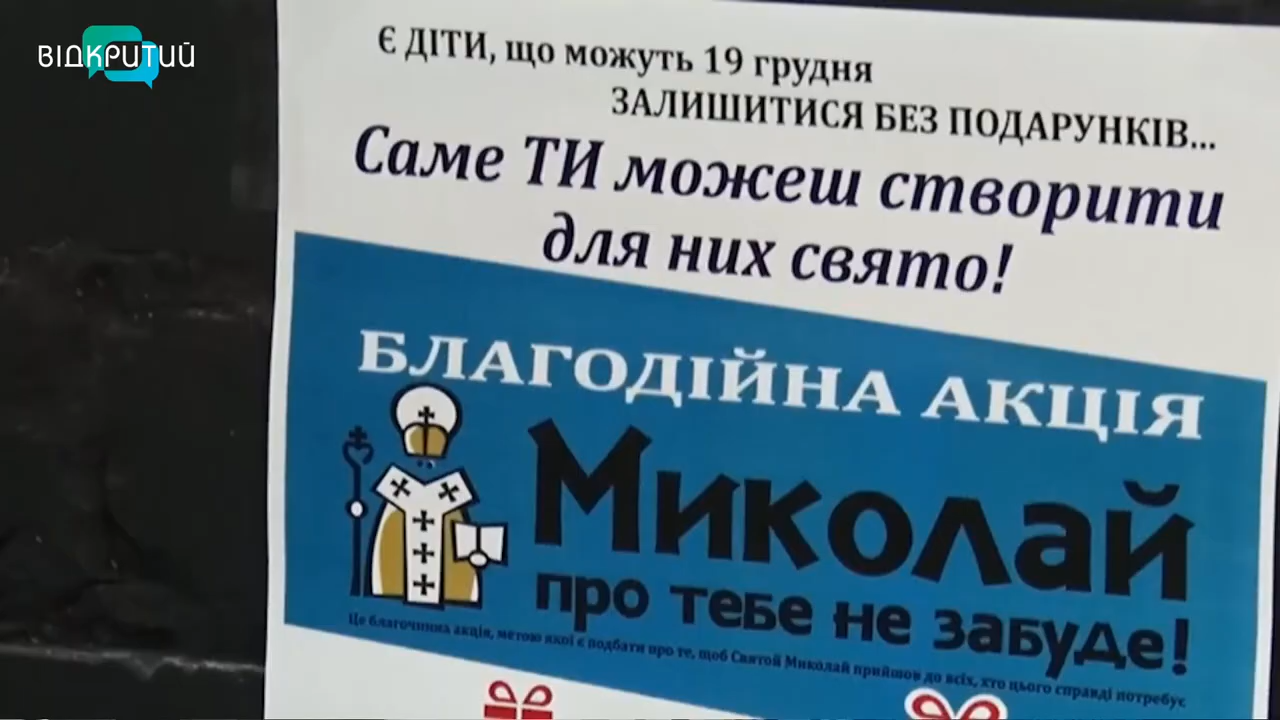 ВІДКРИТИЙ
Є ДІТИ, що можуть 19 грудня
ЗАЛИШИТИСЯ БЕЗ ПОДАРУНКІВ...
Саме ТИ можеш створити
для них свято!
БЛАГОДІЙНА АКЦІЯ
Миколай
про тебе не забуде!
Це благочинна акція, метою якої є подбати про те, щоб Святой Миколай прийшов до всіх, хто цього справді потребує